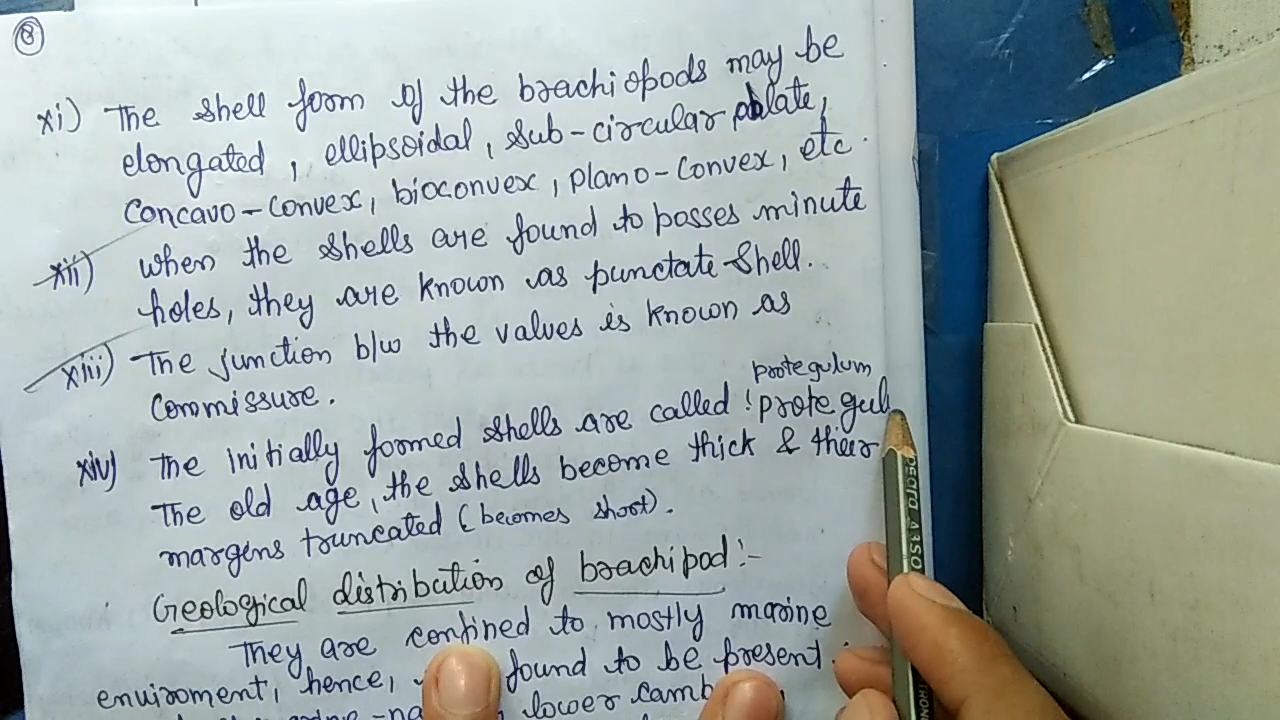 8
xi) The shell form of the brachiopods may be
elongated, ellipsoidal, sub-circular, oblate,
Concavo-Convex, bioconvex, plano-Convex, etc.
xii) when the shells are found to posses minute
holes, they are known as punctate shell.
xiii) The junction b/w the valves is known as
Commissure.
protegulum
xiv) The initially formed shells are called : protegul
The old age, the shells become thick & their
margins truncated (becomes short).
Geological distribution of brachipod :-
They are confined to mostly marine
enviroment, hence, found to be present
lower camb